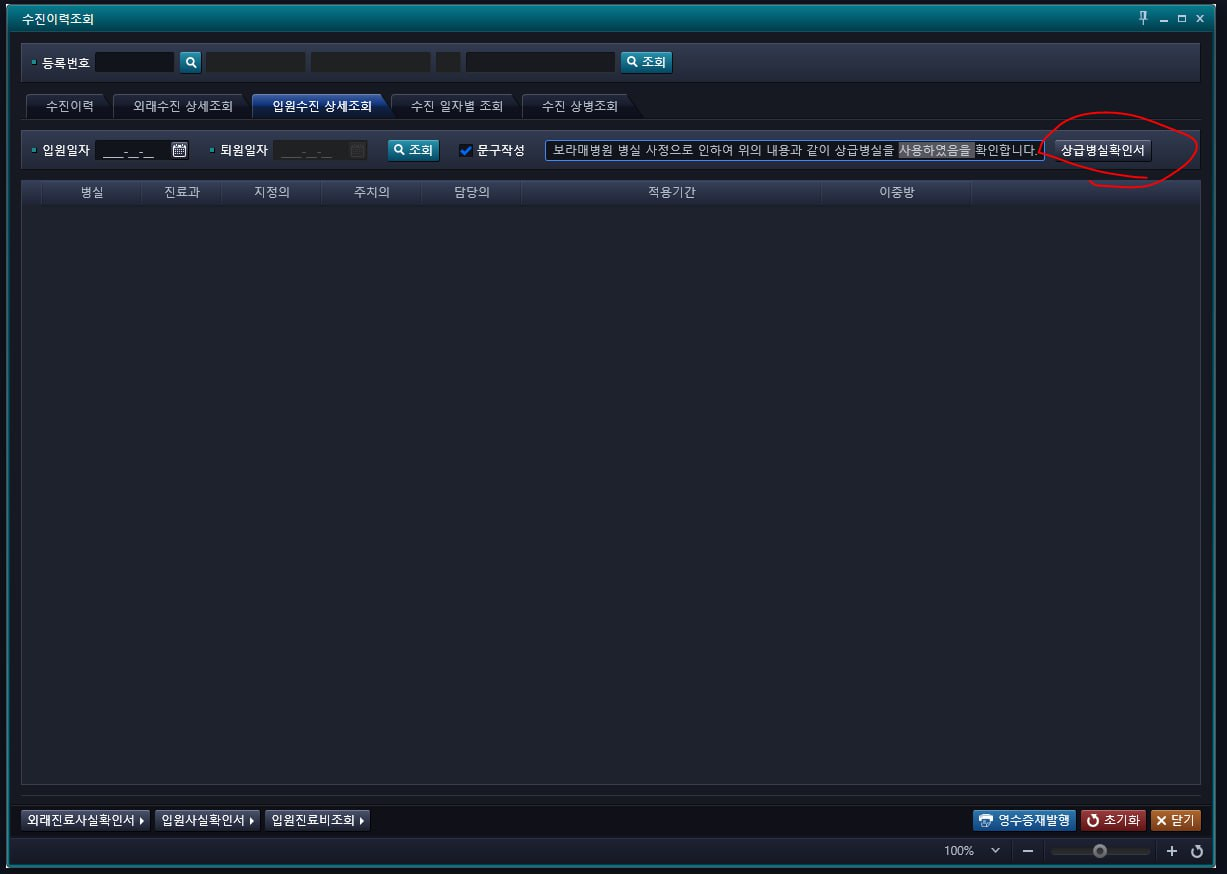 수진이력조회
등록번호 조회
수진이력 외래수진 상세조회 입원수진 상세조회 수진 일자별 조회 수진 상병조회
입원일자 ____-__-__ 퇴원일자 ____-__-__ 조회 문구작성 보라매병원 병실 사정으로 인하여 위의 내용과 같이 상급병실을 사용하였음을 확인합니다. 상급병실확인서
병실 진료과 지정의 주치의 담당의 적용기간 이중방
외래진료사실확인서 입원사실확인서 입원진료비조회 영수증재발행 초기화 닫기
100%